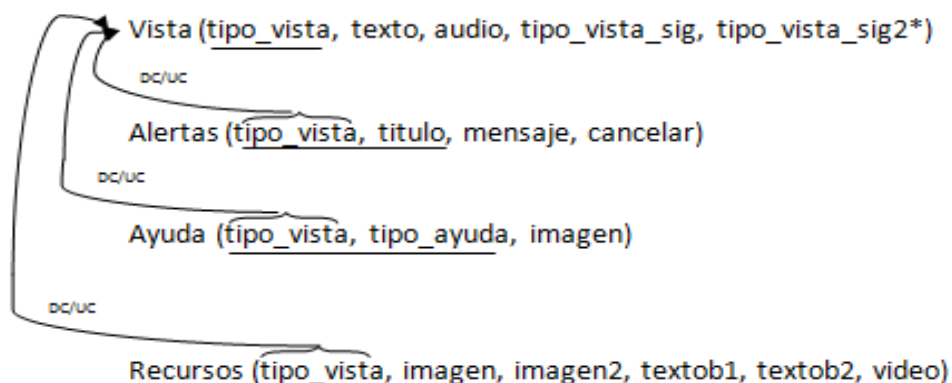 Vista (tipo_vista, texto, audio, tipo_vista_sig, tipo_vista_sig2*)
DC/UC
Alertas (tipo_vista, titulo, mensaje, cancelar)
DC/UC
Ayuda (tipo_vista, tipo_ayuda, imagen)
DC/UC
Recursos (tipo_vista, imagen, imagen2, textob1, textob2, video)